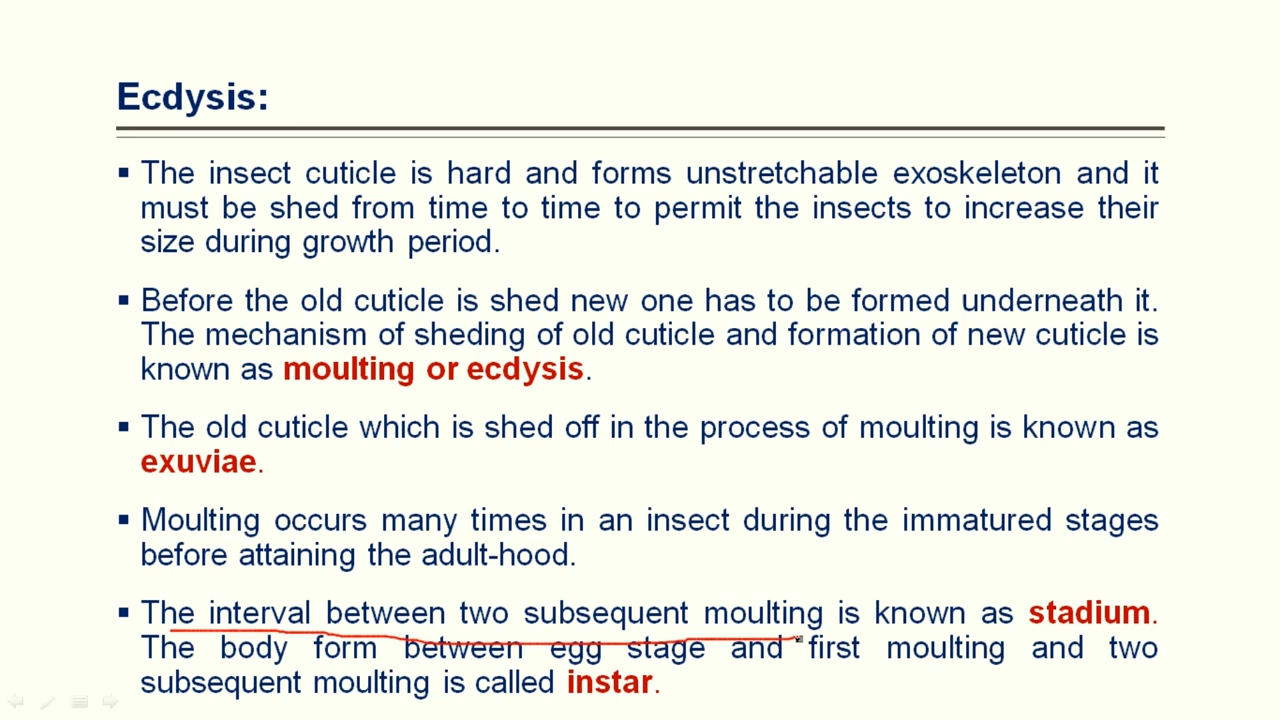 Ecdysis:
▪ The insect cuticle is hard and forms unstretchable exoskeleton and it
must be shed from time to time to permit the insects to increase their
size during growth period.
▪ Before the old cuticle is shed new one has to be formed underneath it.
The mechanism of sheding of old cuticle and formation of new cuticle is
known as moulting or ecdysis.
▪ The old cuticle which is shed off in the process of moulting is known as
exuviae.
▪ Moulting occurs many times in an insect during the immatured stages
before attaining the adult-hood.
▪ The interval between two subsequent moulting is known as stadium.
The body form between egg stage and first moulting and two
subsequent moulting is called instar.